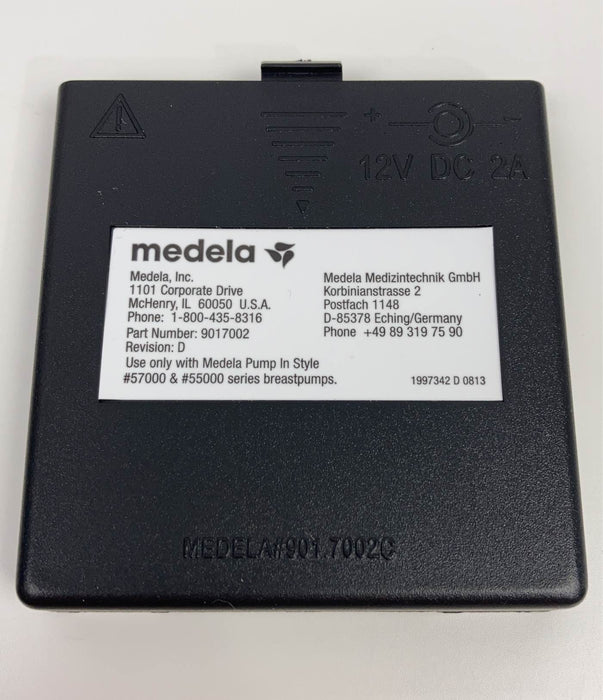 + -
12V DC 2A
medela
Medela, Inc.
1101 Corporate Drive
McHenry, IL 60050 U.S.A.
Phone: 1-800-435-8316
Part Number: 9017002
Revision: D
Use only with Medela Pump In Style
#57000 & #55000 series breastpumps.
Medela Medizintechnik GmbH
Korbinianstrasse 2
Postfach 1148
D-85378 Eching/Germany
Phone +49 89 319 75 90
1997342 D 0813
MEDELA#901.7002C